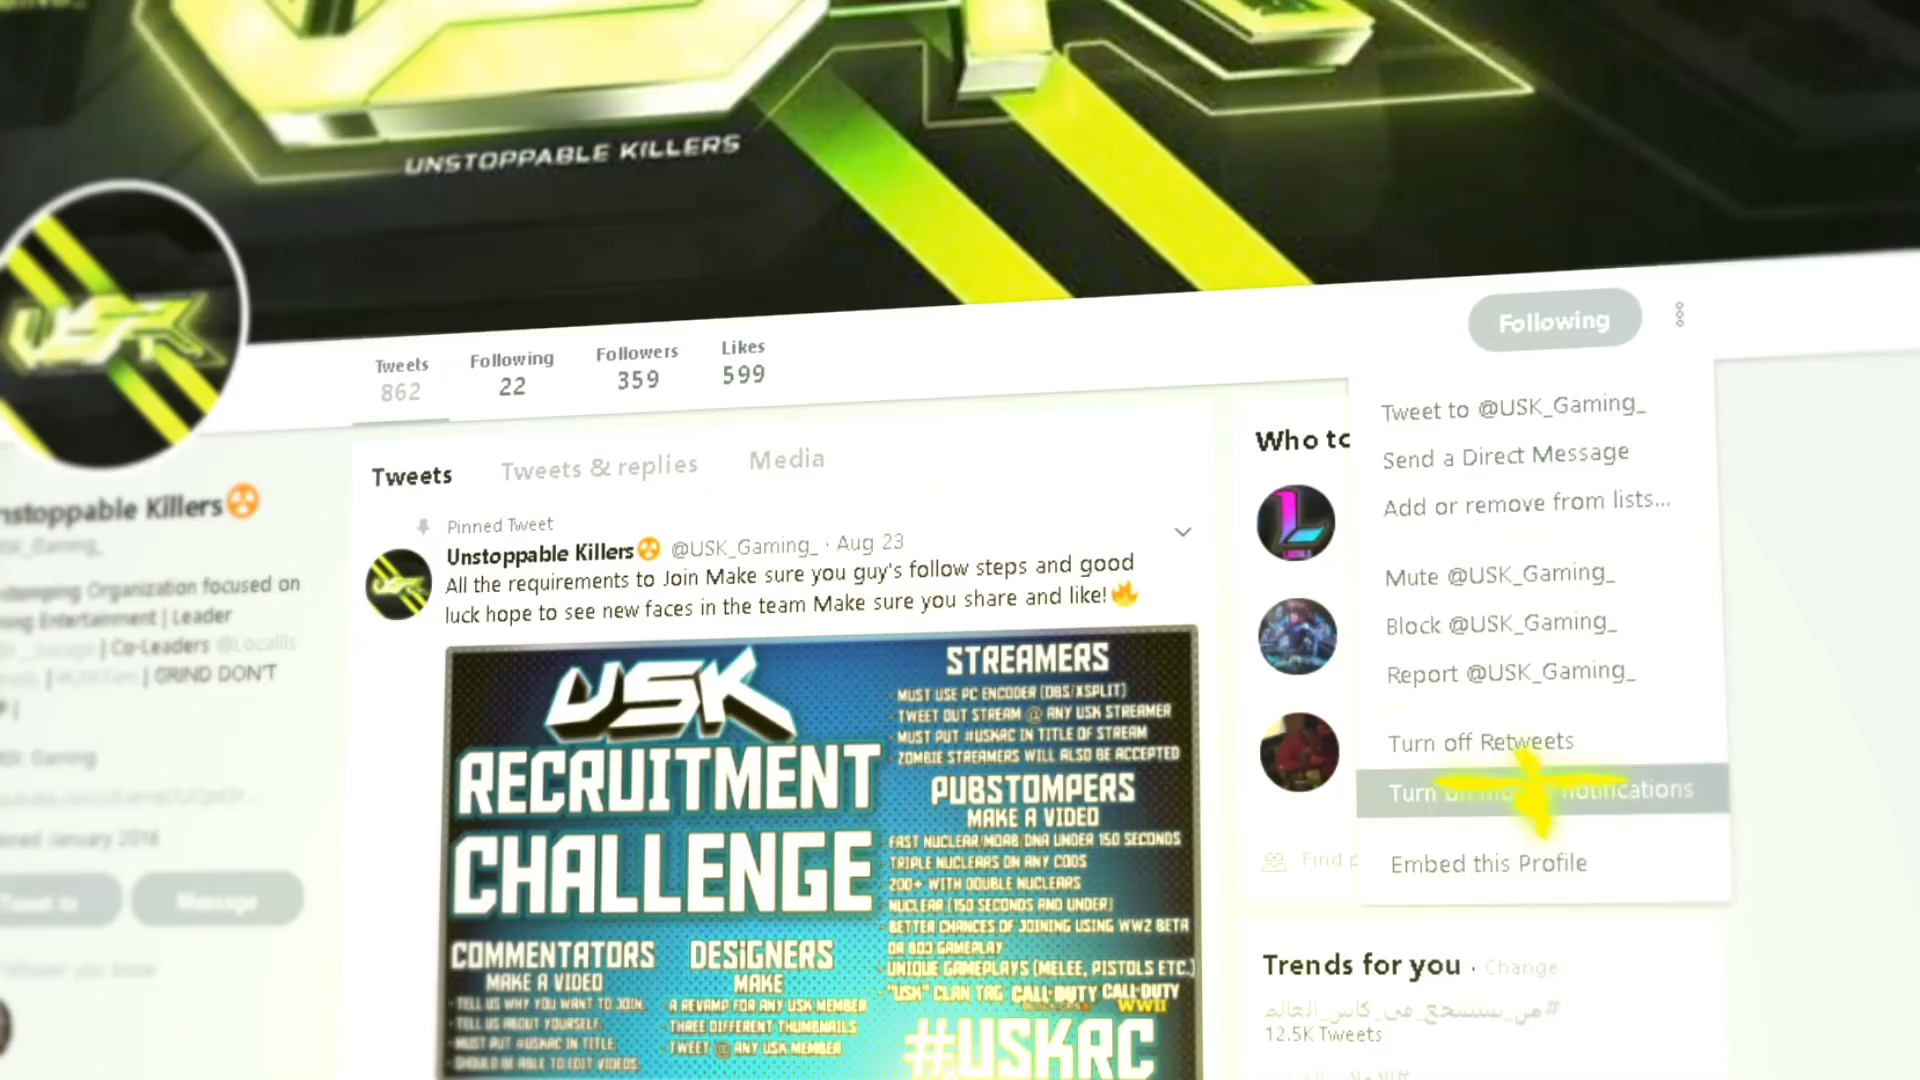 UNSTOPPABLE KILLERS
Tweets
862
Following
22
Followers
359
Likes
599
Following
Unstoppable Killers
_Gaming_
Organization focused on
Entertainment | Leader
| Co-Leaders @Locallls
| | GRIND DON'T
Gaming
January 2016
Tweet to
Message
Tweets
Tweets & replies
Media
Pinned Tweet
Unstoppable Killers @USK_Gaming_ · Aug 23
All the requirements to Join Make sure you guy's follow steps and good
luck hope to see new faces in the team Make sure you share and like!
USK
RECRUITMENT
CHALLENGE
COMMENTATORS
MAKE A VIDEO
- TELL US WHY YOU WANT TO JOIN.
- TELL US ABOUT YOURSELF.
MUST PUT #USKRC IN TITLE.
- SHOULD BE ABLE TO EDIT VIDEOS.
DESIGNERS
MAKE
- A REVAMP FOR ANY USK MEMBER
- THREE DIFFERENT THUMBNAILS
- TWEET @ ANY USK MEMBER
STREAMERS
- MUST USE PC ENCODER (OBS/XSPLIT)
- TWEET OUT STREAM @ ANY USK STREAMER
- MUST PUT #USKRC IN TITLE OF STREAM
- ZOMBIE STREAMERS WILL ALSO BE ACCEPTED
PUBSTOMPERS
MAKE A VIDEO
- FAST NUCLEAR/MOAB/DNA UNDER 150 SECONDS
- TRIPLE NUCLEARS ON ANY CODS
- 200+ WITH DOUBLE NUCLEARS
- NUCLEAR (150 SECONDS AND UNDER)
- BETTER CHANCES OF JOINING USING WW2 BETA
OR BO3 GAMEPLAY
- UNIQUE GAMEPLAYS (MELEE, PISTOLS ETC.)
- "USK" CLAN TAG CALL OF DUTY CALL OF DUTY
WWII
#USKRC
Who to
Find p
Tweet to @USK_Gaming_
Send a Direct Message
Add or remove from lists...
Mute @USK_Gaming_
Block @USK_Gaming_
Report @USK_Gaming_
Turn off Retweets
Turn notifications
Embed this Profile
Trends for you · Change
#من_سيتسحع_في_كاس_العالم
12.5K Tweets